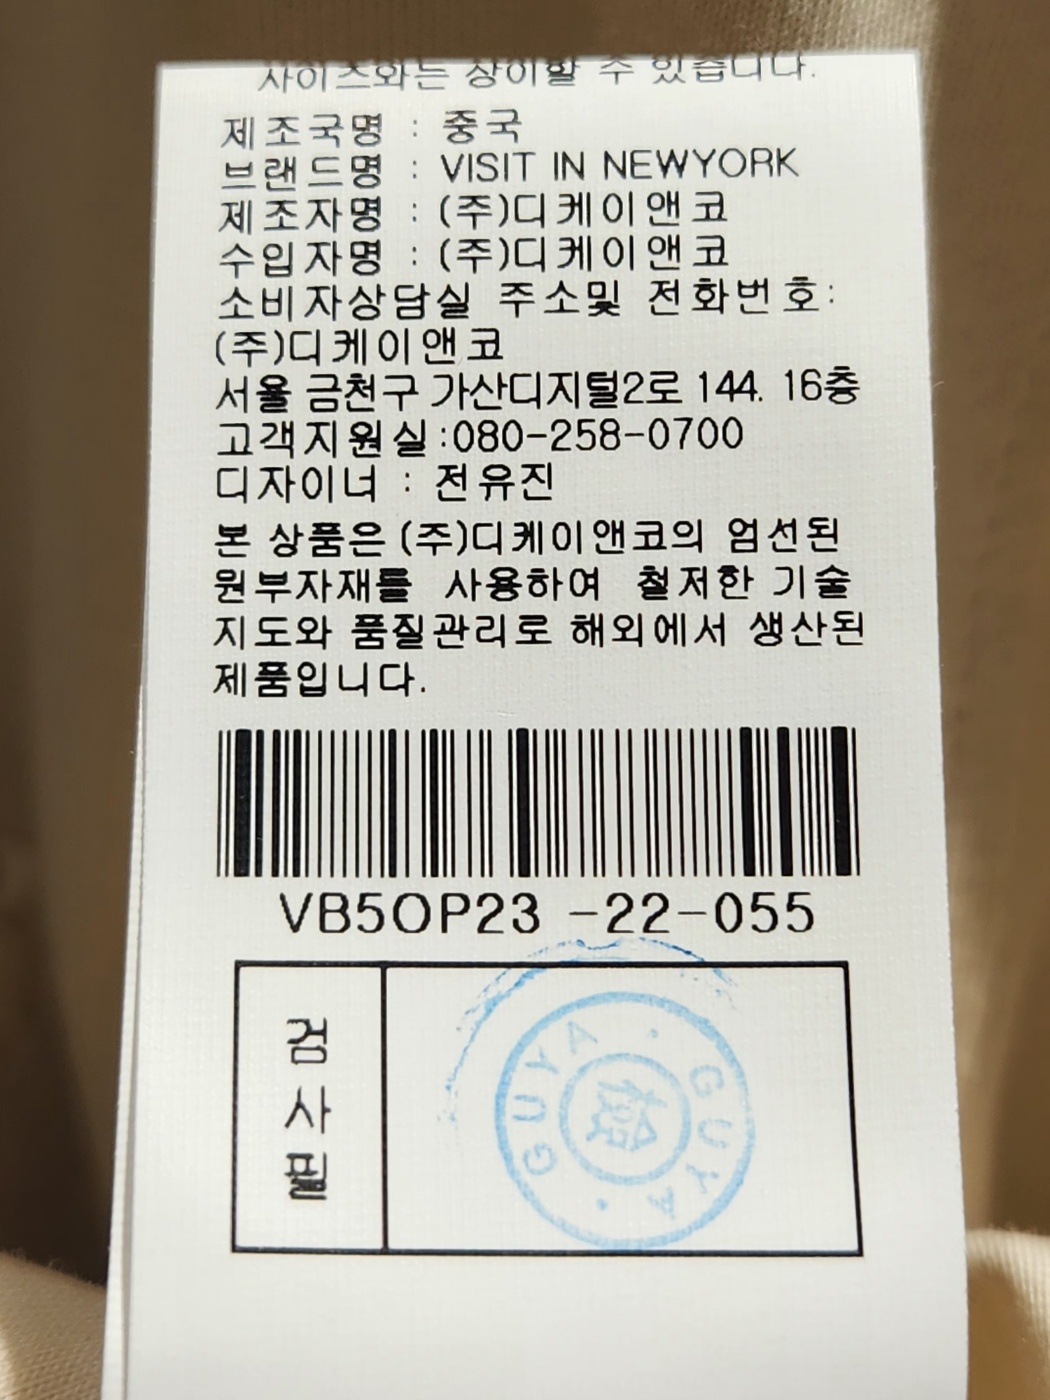 사이즈와는 상이할 수 있습니다.
제조국명 : 중국
브랜드명 : VISIT IN NEWYORK
제조자명 : (주)디케이앤코
수입자명 : (주)디케이앤코
소비자상담실 주소및 전화번호:
(주)디케이앤코
서울 금천구 가산디지털2로 144. 16층
고객지원실:080-258-0700
디자이너 : 전유진
본 상품은 (주)디케이앤코의 엄선된
원부자재를 사용하여 철저한 기술
지도와 품질관리로 해외에서 생산된
제품입니다.
VB5OP23 -22-055
검
사
필
GUYA · GUYA ·
檢